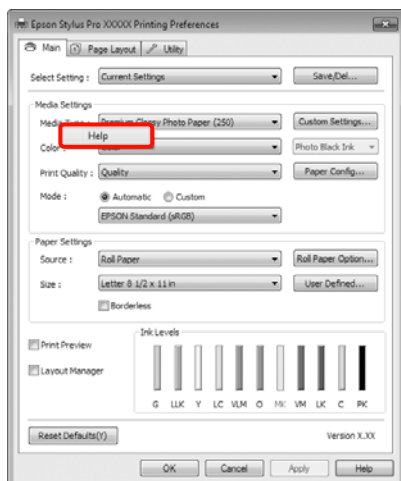 Epson Stylus Pro XXXXX Printing Preferences
Main Page Layout Utility
Select Setting : Current Settings Save/Del...
Media Settings
Premium Glossy Photo Paper (250) Custom Settings...
Help
Photo Black Ink
Print Quality : Quality Paper Config...
Mode : Automatic Custom
EPSON Standard (sRGB)
Paper Settings
Source : Roll Paper Roll Paper Option...
Size : Letter 8 1/2 x 11 in User Defined...
Borderless
Ink Levels
Print Preview
Layout Manager
G LLK Y LC VLM O MK VM LK C PK
Reset Defaults(Y) Version X.XX
OK Cancel Apply Help